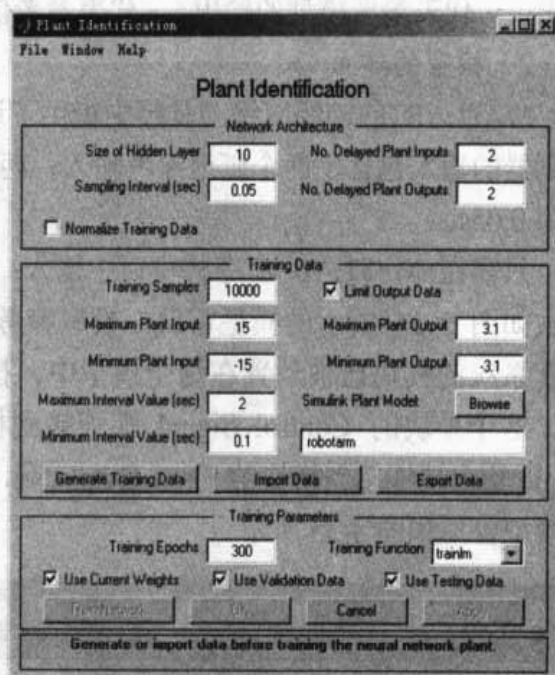 Plant Identification
File Window Help
Plant Identification
Network Architecture
Size of Hidden Layer 10 No. Delayed Plant Inputs 2
Sampling Interval (sec) 0.05 No. Delayed Plant Outputs 2
Normalize Training Data
Training Data
Training Samples 10000 Limit Output Data
Maximum Plant Input 15 Maximum Plant Output 3.1
Minimum Plant Input -15 Minimum Plant Output -3.1
Maximum Interval Value (sec) 2 Simulink Plant Model: Browse
Minimum Interval Value (sec) 0.1 robotarm
Generate Training Data Import Data Export Data
Training Parameters
Training Epochs 300 Training Function trainlm
Use Current Weights Use Validation Data Use Testing Data
Train Network OK Cancel Apply
Generate or import data before training the neural network plant.